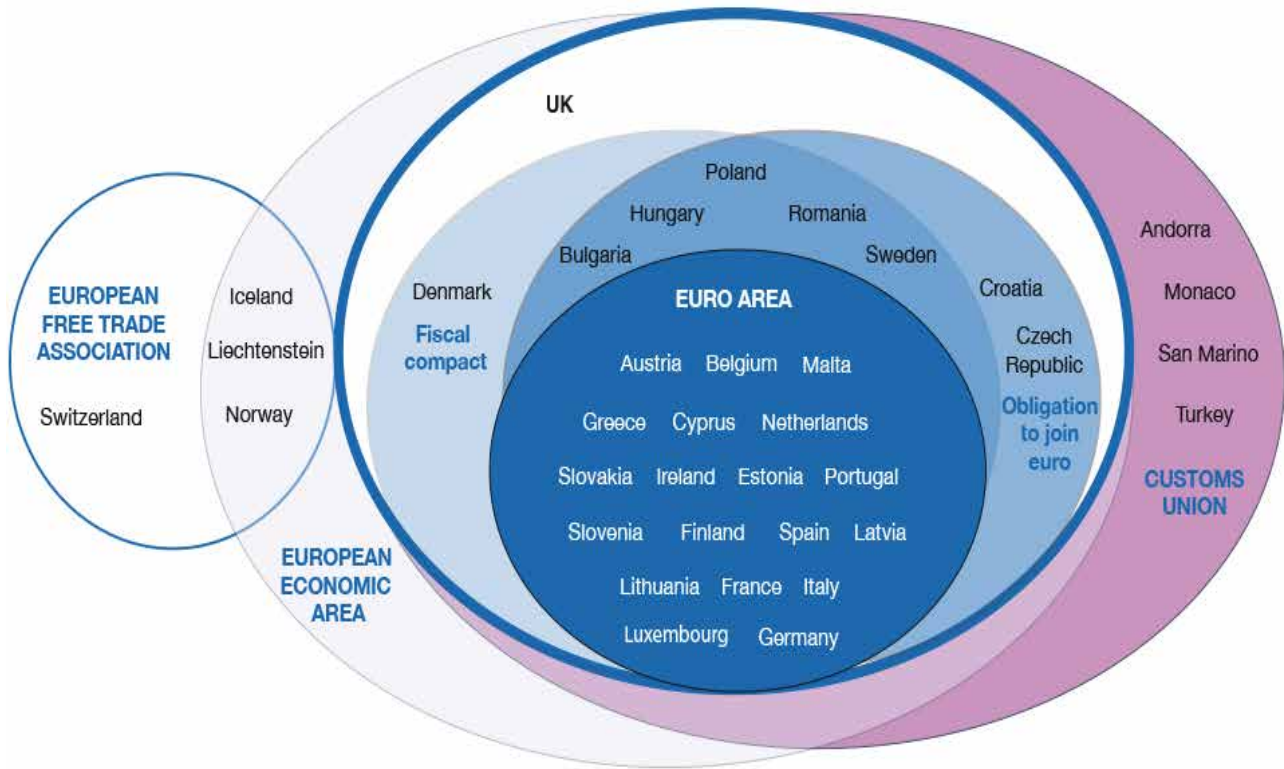 UK
Poland
Hungary
Romania
Bulgaria
Sweden
Denmark
Fiscal
compact
Croatia
Czech
Republic
Obligation
to join
euro
EURO AREA
Austria Belgium Malta
Greece Cyprus Netherlands
Slovakia Ireland Estonia Portugal
Slovenia Finland Spain Latvia
Lithuania France Italy
Luxembourg Germany
EUROPEAN
FREE TRADE
ASSOCIATION
Switzerland
Iceland
Liechtenstein
Norway
EUROPEAN
ECONOMIC
AREA
Andorra
Monaco
San Marino
Turkey
CUSTOMS
UNION